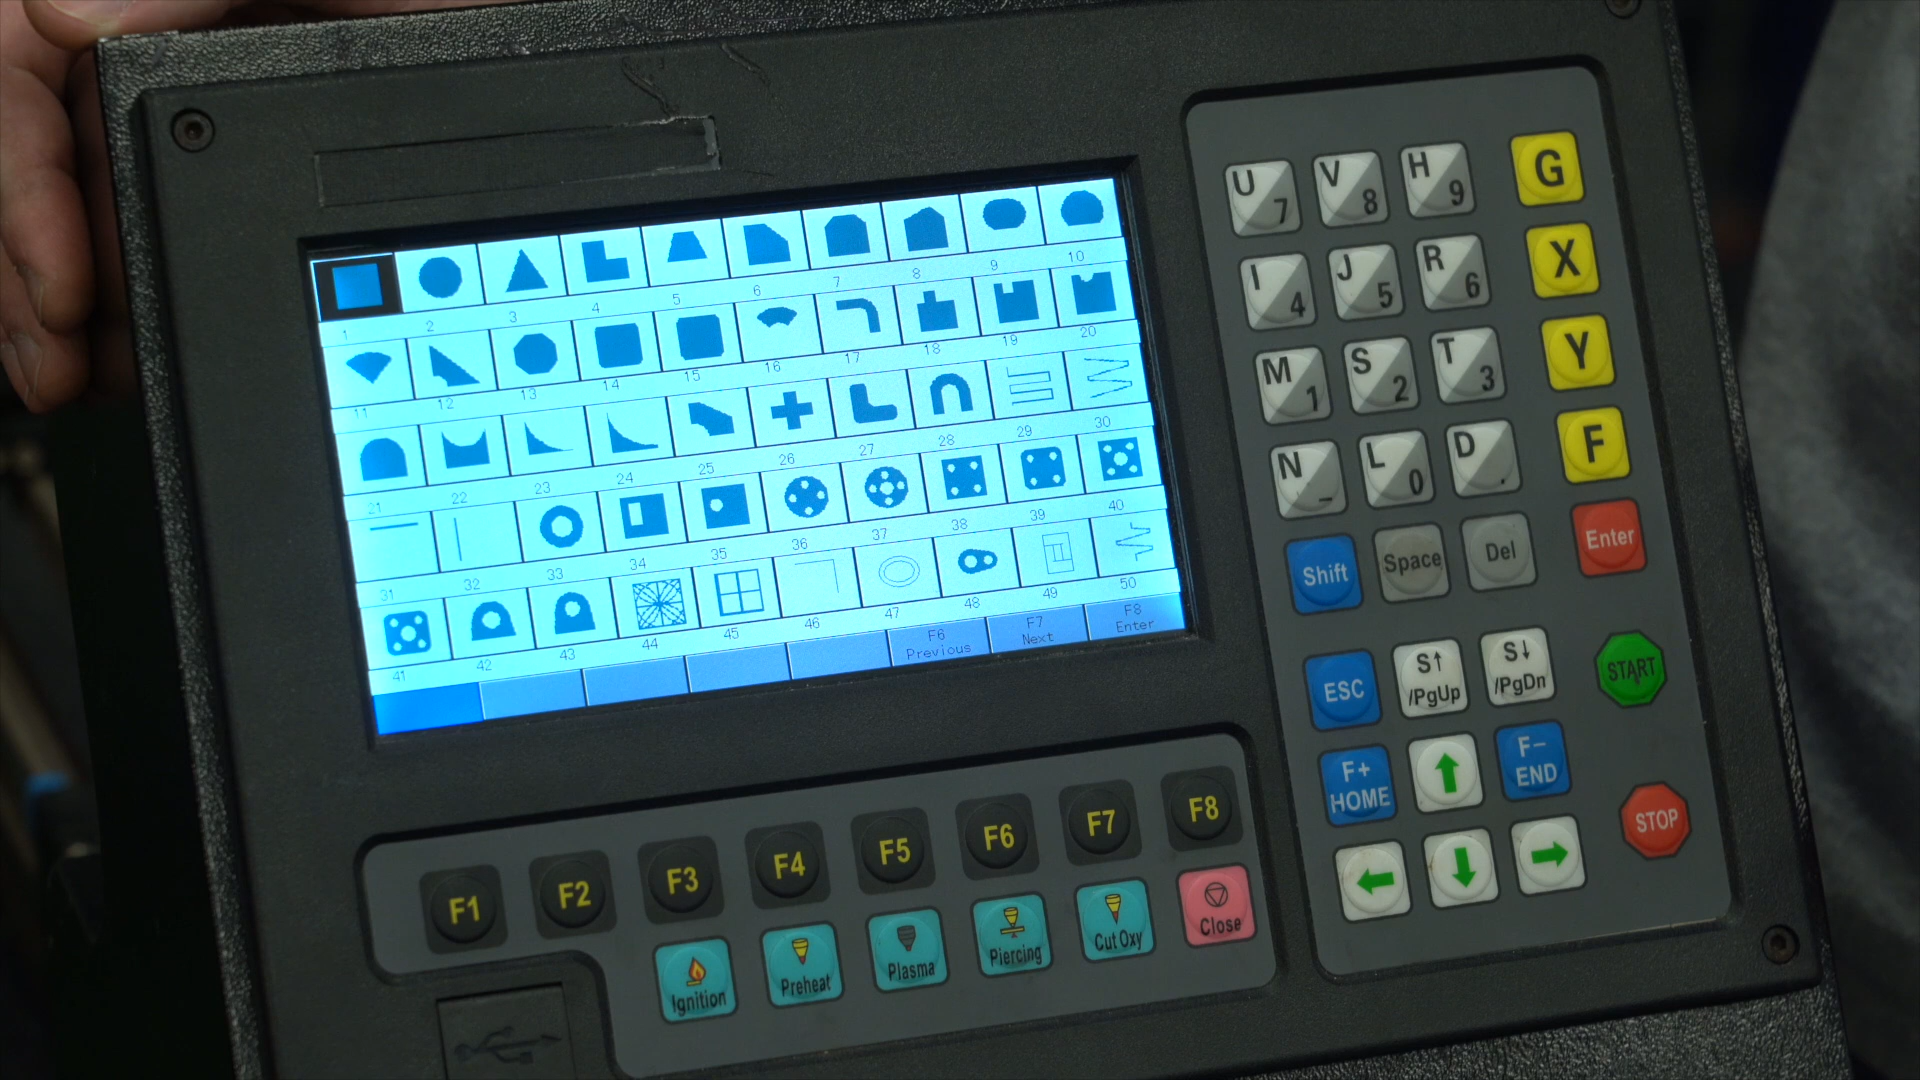 1 2 3 4 5 6 7 8 9 10
11 12 13 14 15 16 17 18 19 20
21 22 23 24 25 26 27 28 29 30
31 32 33 34 35 36 37 38 39 40
41 42 43 44 45 46 47 48 49 50
F6 F7 F8
Previous Next Enter
F1 F2 F3 F4 F5 F6 F7 F8
Ignition Preheat Plasma Piercing Cut Oxy Close
U 7 V 8 H 9 G
I 4 J 5 R 6 X
M 1 S 2 T 3 Y
N - L 0 D . F
Shift Space Del Enter
ESC S↑ /PgUp S↓ /PgDn START
F+ HOME ↑ F- END
← ↓ → STOP